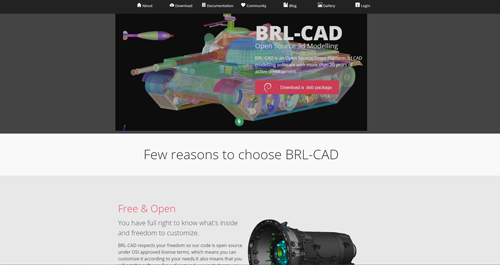 About Download Documentation Community Blog Gallery Login
BRL-CAD
Open Source 3d Modelling
BRL-CAD is an Open Source, Cross Platform 3d CAD
modelling software with more than 20 years of
active development.
Download a .deb package
Few reasons to choose BRL-CAD
Free & Open
You have full right to know what's inside
and freedom to customize.
BRL-CAD respects your freedom so our code is open source
under OSI approved license terms, which means you can
customize it according to your needs.It also means that you